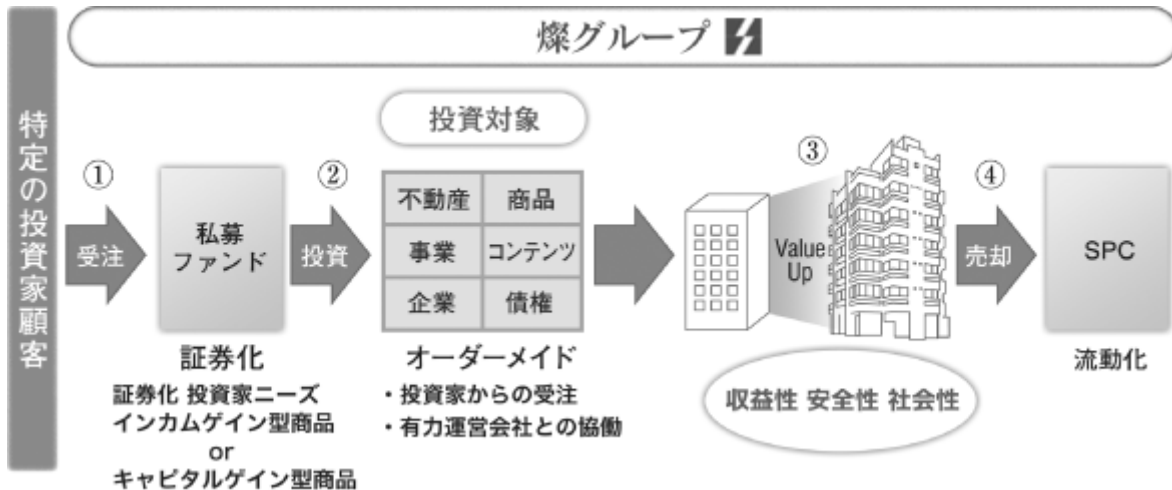 燦グループ
特定の投資家顧客
投資対象
①
受注
私募
ファンド
証券化
証券化 投資家ニーズ
インカムゲイン型商品
or
キャピタルゲイン型商品
②
投資
不動産 商品
事業 コンテンツ
企業 債権
オーダーメイド
・投資家からの受注
・有力運営会社との協働
③
Value
Up
収益性 安全性 社会性
④
売却
SPC
流動化